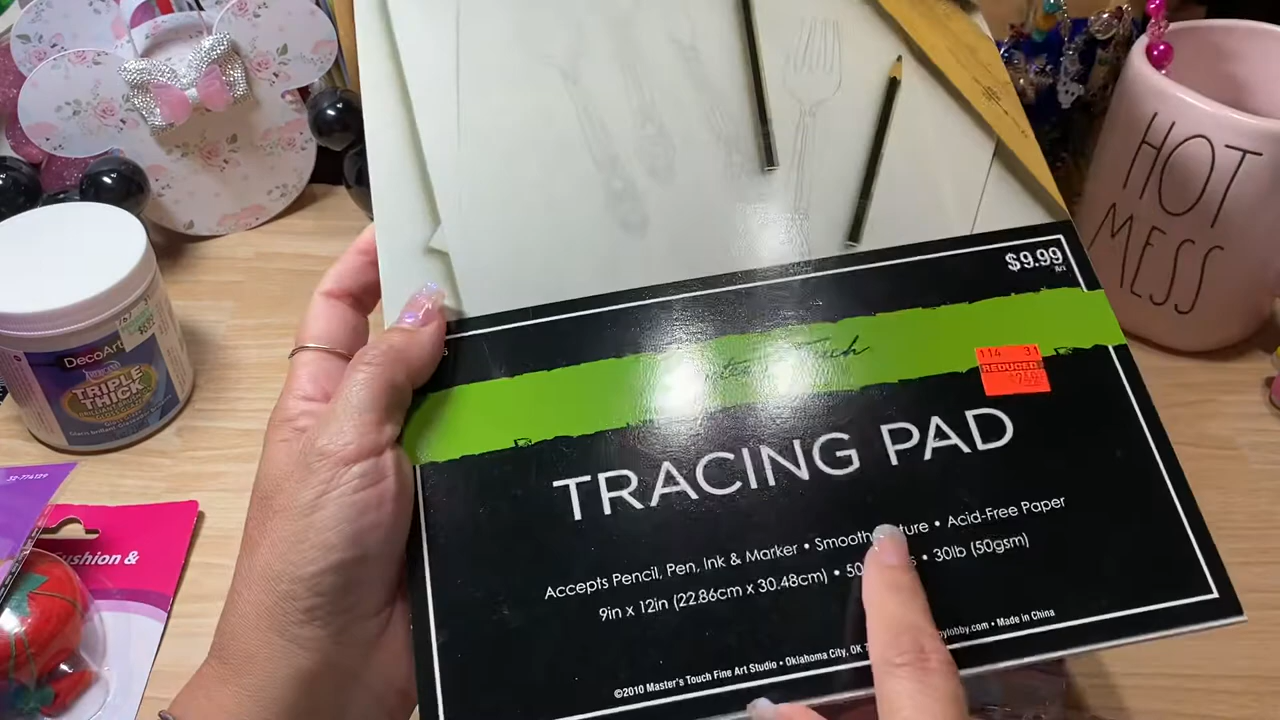 $9.99
114 31
REDUCED
TRACING PAD
Accepts Pencil, Pen, Ink & Marker • Smooth • Acid-Free Paper
9in x 12in (22.86cm x 30.48cm) • 30lb (50gsm)
©2010 Master's Touch Fine Art Studio • Oklahoma City, OK • Made in China
HOT
MESS
DecoArt
TRIPLE
THICK
Cushion &